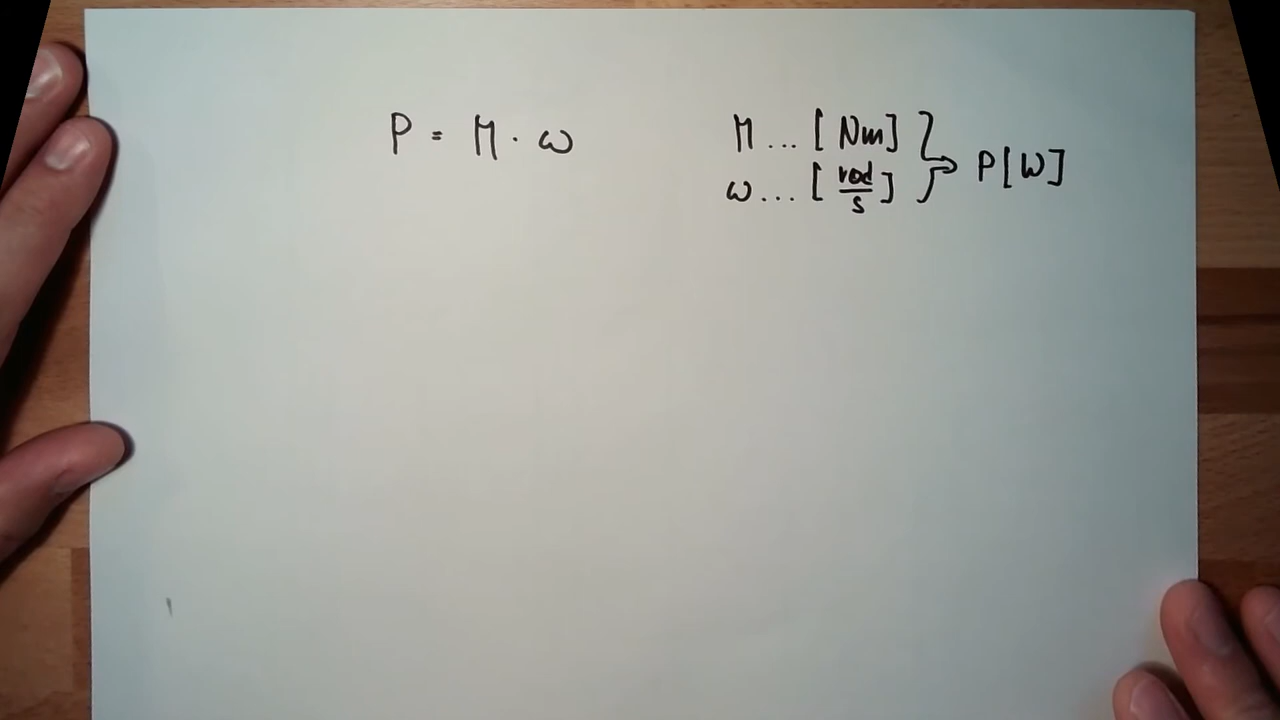 P = M · ω
M ... [Nm]
ω ... [rad/s]
} => P[W]